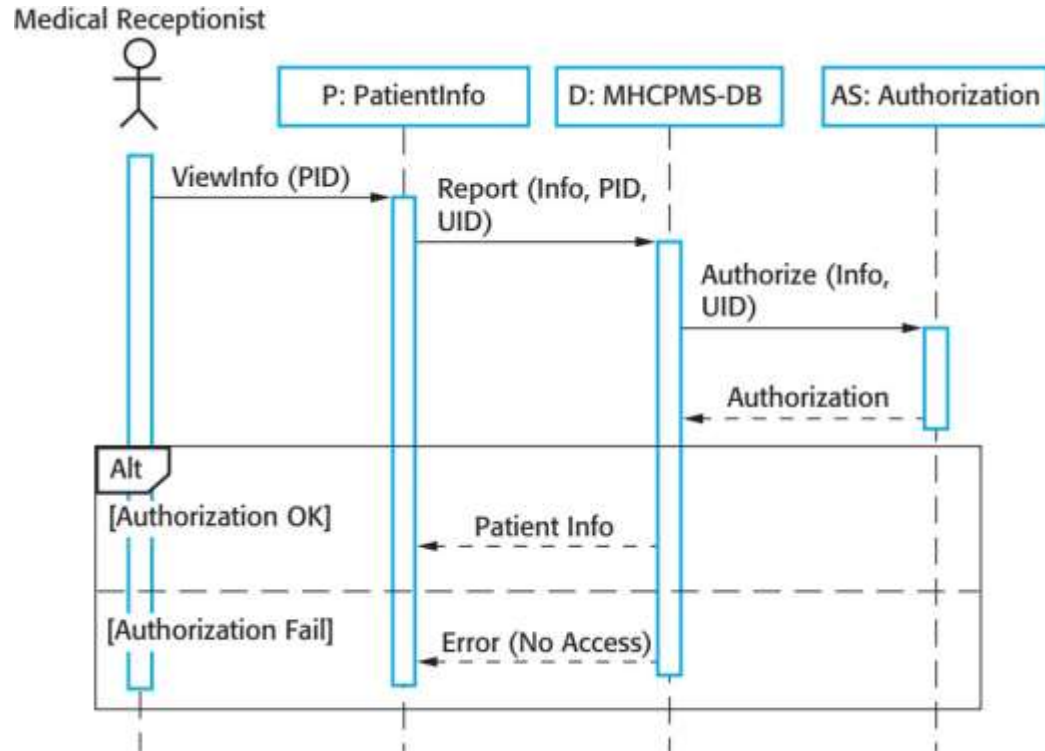 Medical Receptionist
P: PatientInfo
D: MHCPMS-DB
AS: Authorization
ViewInfo (PID)
Report (Info, PID,
UID)
Authorize (Info,
UID)
Authorization
Alt
[Authorization OK]
Patient Info
[Authorization Fail]
Error (No Access)